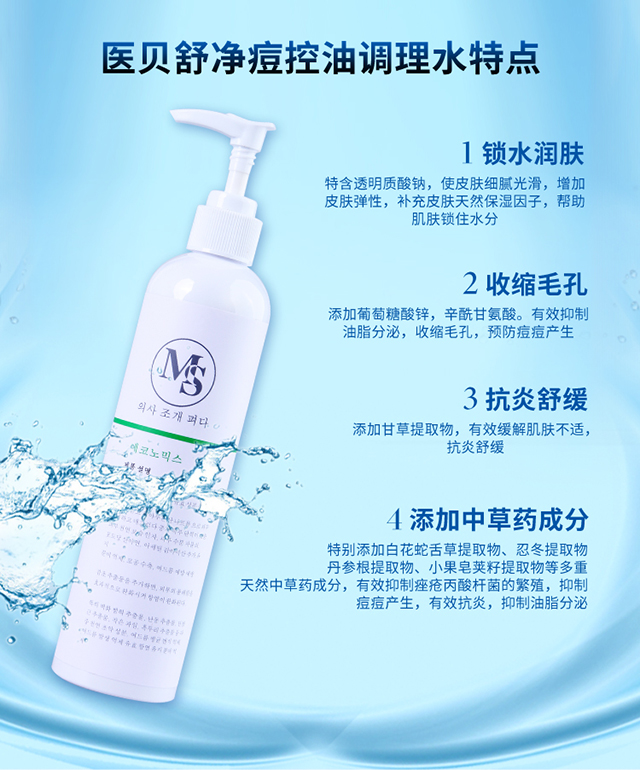 医贝舒净痘控油调理水特点
1 锁水润肤
特含透明质酸钠，使皮肤细腻光滑，增加
皮肤弹性，补充皮肤天然保湿因子，帮助
肌肤锁住水分
2 收缩毛孔
添加葡萄糖酸锌，辛酰甘氨酸。有效抑制
油脂分泌，收缩毛孔，预防痘痘产生
3 抗炎舒缓
添加甘草提取物，有效缓解肌肤不适，
抗炎舒缓
4 添加中草药成分
特别添加白花蛇舌草提取物、忍冬提取物
丹参根提取物、小果皂荚籽提取物等多重
天然中草药成分，有效抑制痤疮丙酸杆菌的繁殖，抑制
痘痘产生，有效抗炎，抑制油脂分泌
MS
의사 조개 퍼다
에코노믹스
제품 설명